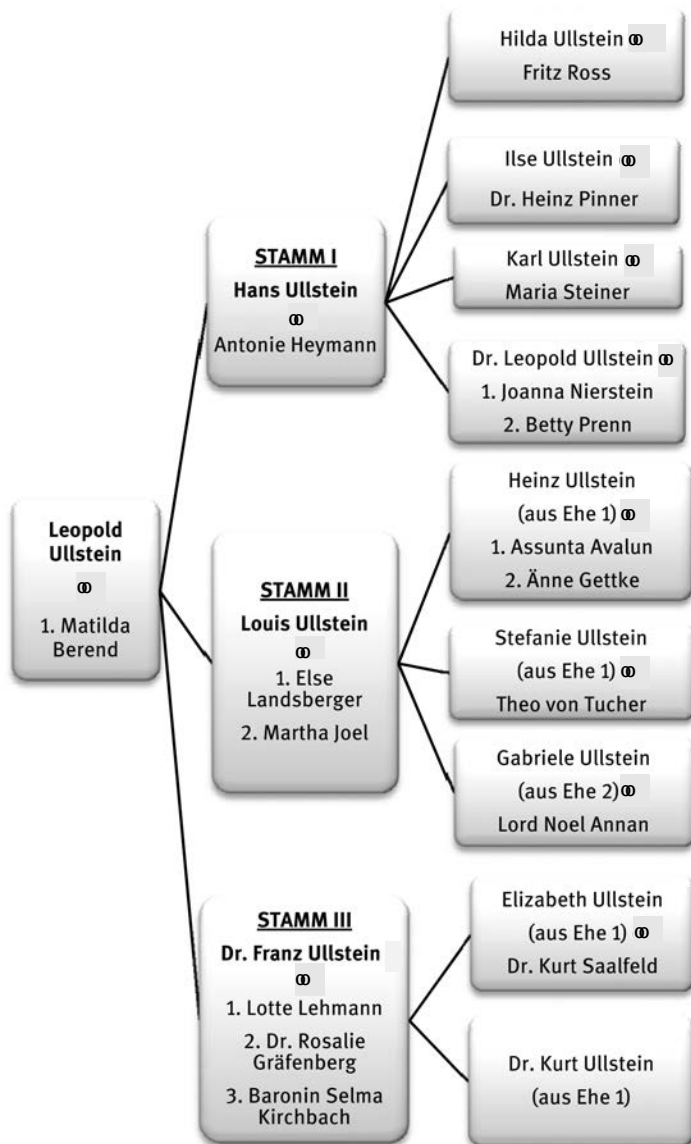 Leopold
Ullstein
⚭
1. Matilda
Berend
STAMM I
Hans Ullstein
⚭
Antonie Heymann
Hilda Ullstein ⚭
Fritz Ross
Ilse Ullstein ⚭
Dr. Heinz Pinner
Karl Ullstein ⚭
Maria Steiner
Dr. Leopold Ullstein ⚭
1. Joanna Nierstein
2. Betty Prenn
STAMM II
Louis Ullstein
⚭
1. Else
Landsberger
2. Martha Joel
Heinz Ullstein
(aus Ehe 1) ⚭
1. Assunta Avalun
2. Änne Gettke
Stefanie Ullstein
(aus Ehe 1) ⚭
Theo von Tucher
Gabriele Ullstein
(aus Ehe 2) ⚭
Lord Noel Annan
STAMM III
Dr. Franz Ullstein
⚭
1. Lotte Lehmann
2. Dr. Rosalie
Gräfenberg
3. Baronin Selma
Kirchbach
Elizabeth Ullstein
(aus Ehe 1) ⚭
Dr. Kurt Saalfeld
Dr. Kurt Ullstein
(aus Ehe 1)